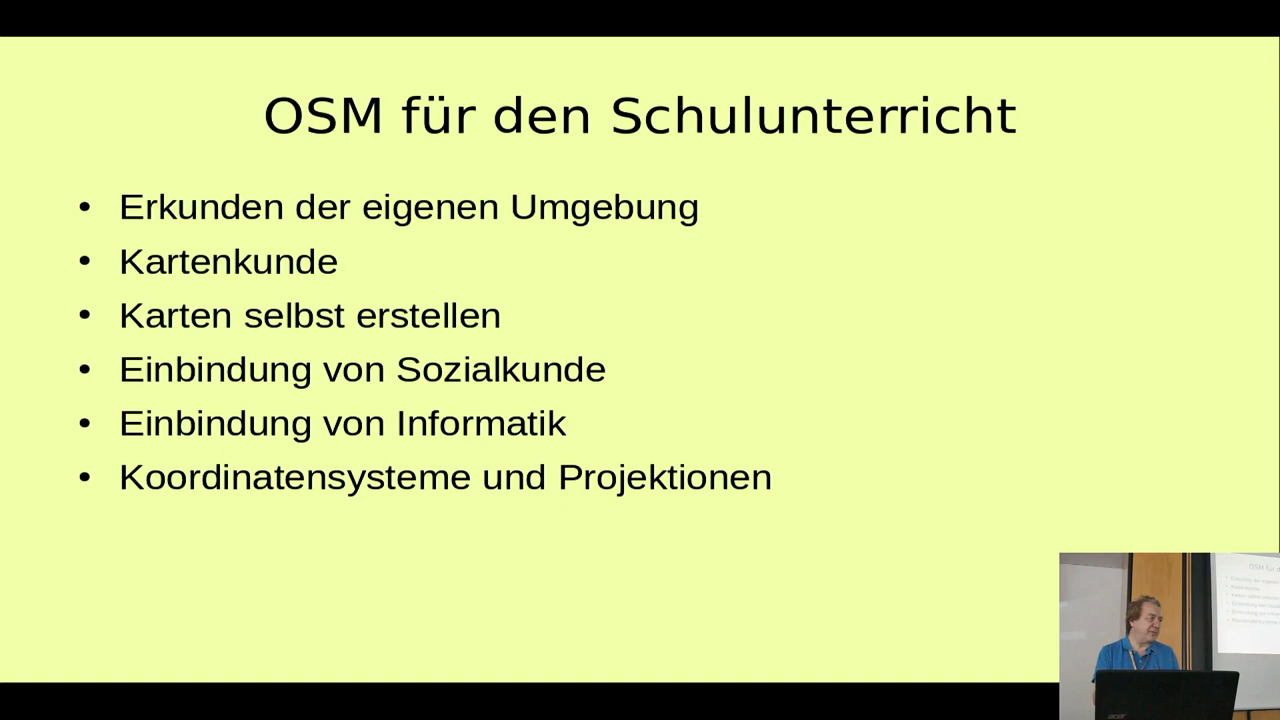 OSM für den Schulunterricht
• Erkunden der eigenen Umgebung
• Kartenkunde
• Karten selbst erstellen
• Einbindung von Sozialkunde
• Einbindung von Informatik
• Koordinatensysteme und Projektionen
acer